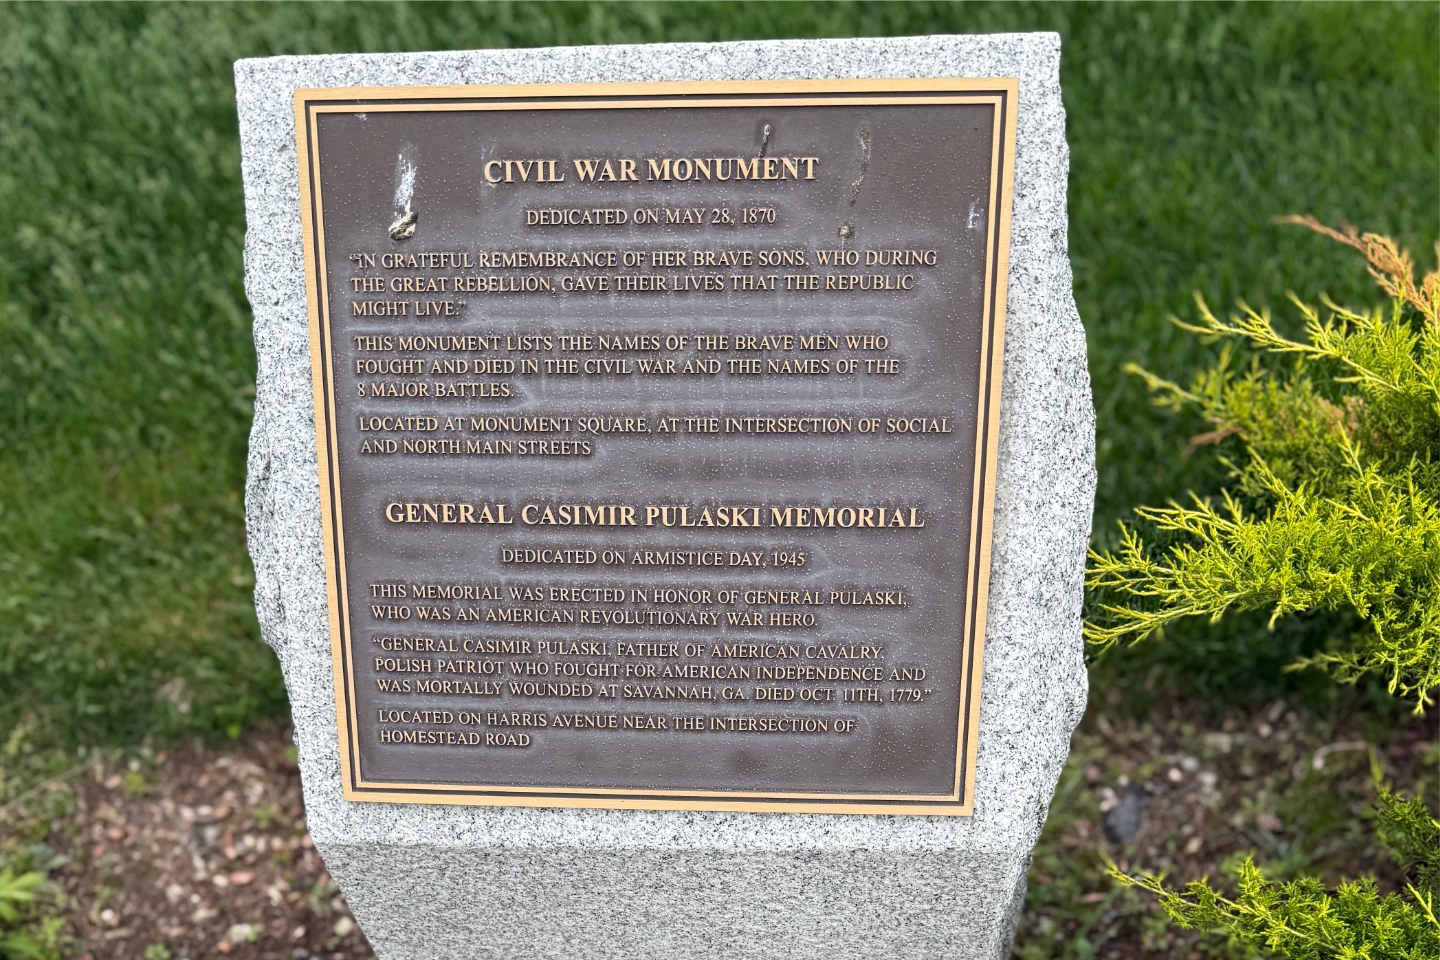 CIVIL WAR MONUMENT
DEDICATED ON MAY 28, 1870
“IN GRATEFUL REMEMBRANCE OF HER BRAVE SONS, WHO DURING
THE GREAT REBELLION, GAVE THEIR LIVES THAT THE REPUBLIC
MIGHT LIVE.”
THIS MONUMENT LISTS THE NAMES OF THE BRAVE MEN WHO
FOUGHT AND DIED IN THE CIVIL WAR AND THE NAMES OF THE
8 MAJOR BATTLES.
LOCATED AT MONUMENT SQUARE, AT THE INTERSECTION OF SOCIAL
AND NORTH MAIN STREETS
GENERAL CASIMIR PULASKI MEMORIAL
DEDICATED ON ARMISTICE DAY, 1945
THIS MEMORIAL WAS ERECTED IN HONOR OF GENERAL PULASKI,
WHO WAS AN AMERICAN REVOLUTIONARY WAR HERO.
“GENERAL CASIMIR PULASKI, FATHER OF AMERICAN CAVALRY.
POLISH PATRIOT WHO FOUGHT FOR AMERICAN INDEPENDENCE AND
WAS MORTALLY WOUNDED AT SAVANNAH, GA. DIED OCT. 11TH, 1779.”
LOCATED ON HARRIS AVENUE NEAR THE INTERSECTION OF
HOMESTEAD ROAD